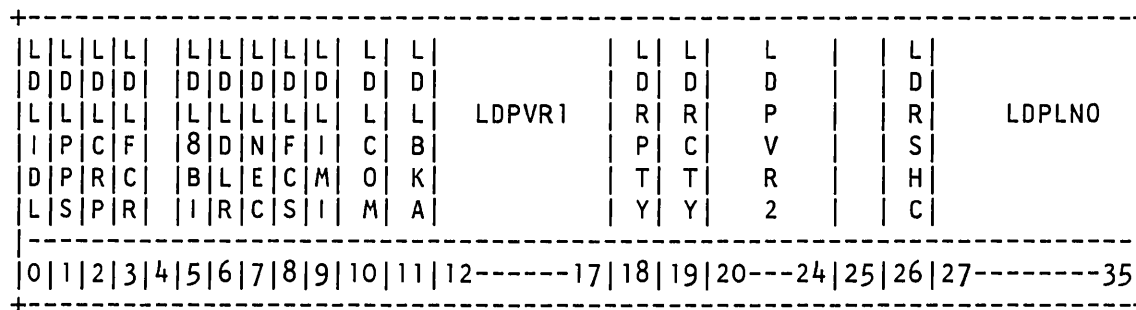 +-----------------------------------------------------------------
|L|L|L|L| |L|L|L|L|L| L| L| | L| L| L | | L|
|D|D|D|D| |D|D|D|D|D| D| D| | D| D| D | | D|
|L|L|L|L| |L|L|L|L|L| L| L| LDPVR1 | R| R| P | | R| LDPLNO
|I|P|C|F| |8|D|N|F|I| C| B| | P| C| V | | S|
|D|P|R|C| |B|L|E|C|M| O| K| | T| T| R | | H|
|L|S|P|R| |I|R|C|S|I| M| A| | Y| Y| 2 | | C|
|-----------------------------------------------------------------
|0|1|2|3|4|5|6|7|8|9|10|11|12------17|18|19|20---24|25|26|27--------35
+-----------------------------------------------------------------